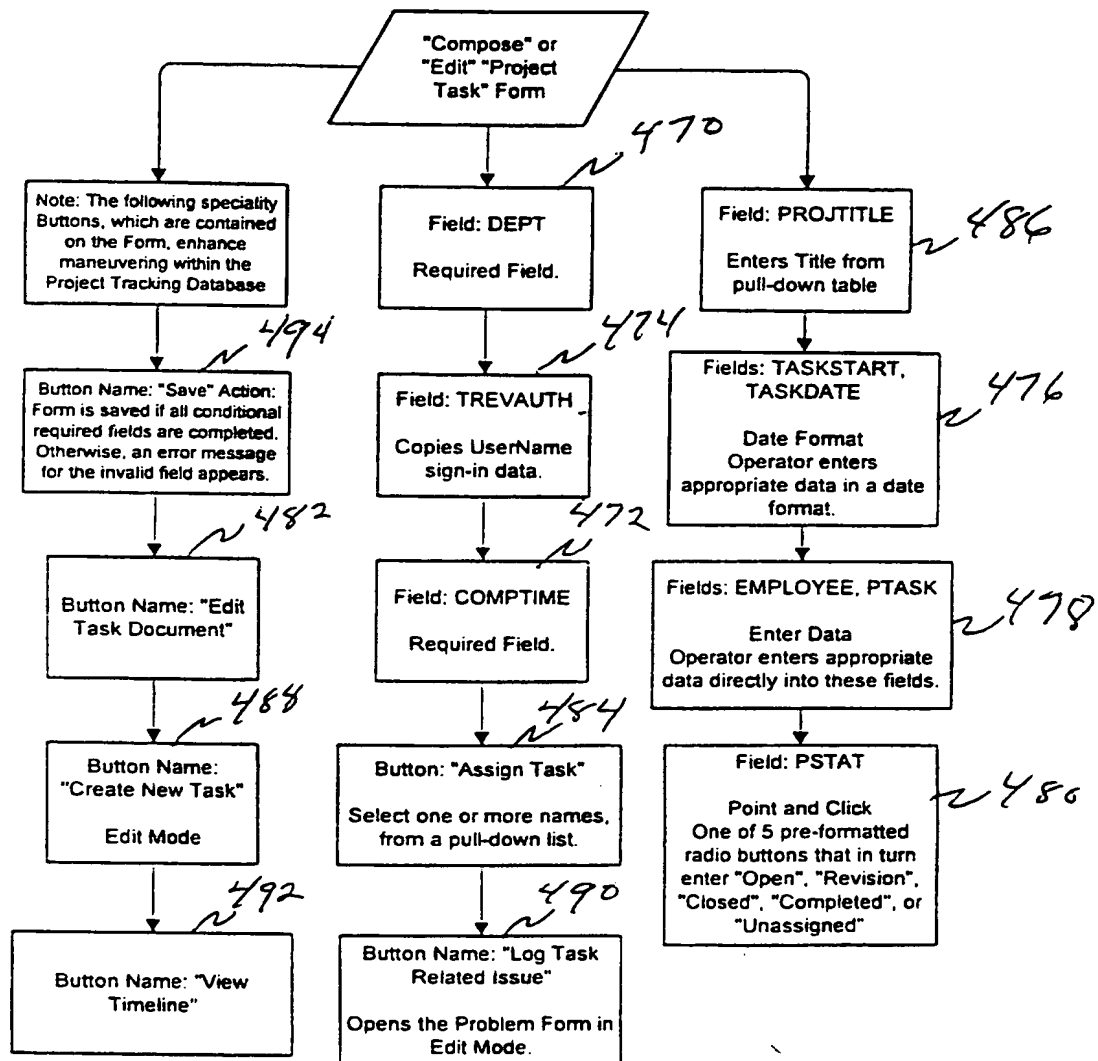 "Compose" or
"Edit" "Project
Task" Form
Note: The following speciality
Buttons, which are contained
on the Form, enhance
maneuvering within the
Project Tracking Database
494
Button Name: "Save" Action:
Form is saved if all conditional
required fields are completed.
Otherwise, an error message
for the invalid field appears.
482
Button Name: "Edit
Task Document"
488
Button Name:
"Create New Task"
Edit Mode
492
Button Name: "View
Timeline"
470
Field: DEPT
Required Field.
474
Field: TREVAUTH
Copies UserName
sign-in data.
472
Field: COMPTIME
Required Field.
484
Button: "Assign Task"
Select one or more names,
from a pull-down list.
490
Button Name: "Log Task
Related Issue"
Opens the Problem Form in
Edit Mode.
486
Field: PROJTITLE
Enters Title from
pull-down table
476
Fields: TASKSTART,
TASKDATE
Date Format
Operator enters
appropriate data in a date
format.
478
Fields: EMPLOYEE, PTASK
Enter Data
Operator enters appropriate
data directly into these fields.
480
Field: PSTAT
Point and Click
One of 5 pre-formatted
radio buttons that in turn
enter "Open", "Revision",
"Closed", "Completed", or
"Unassigned"